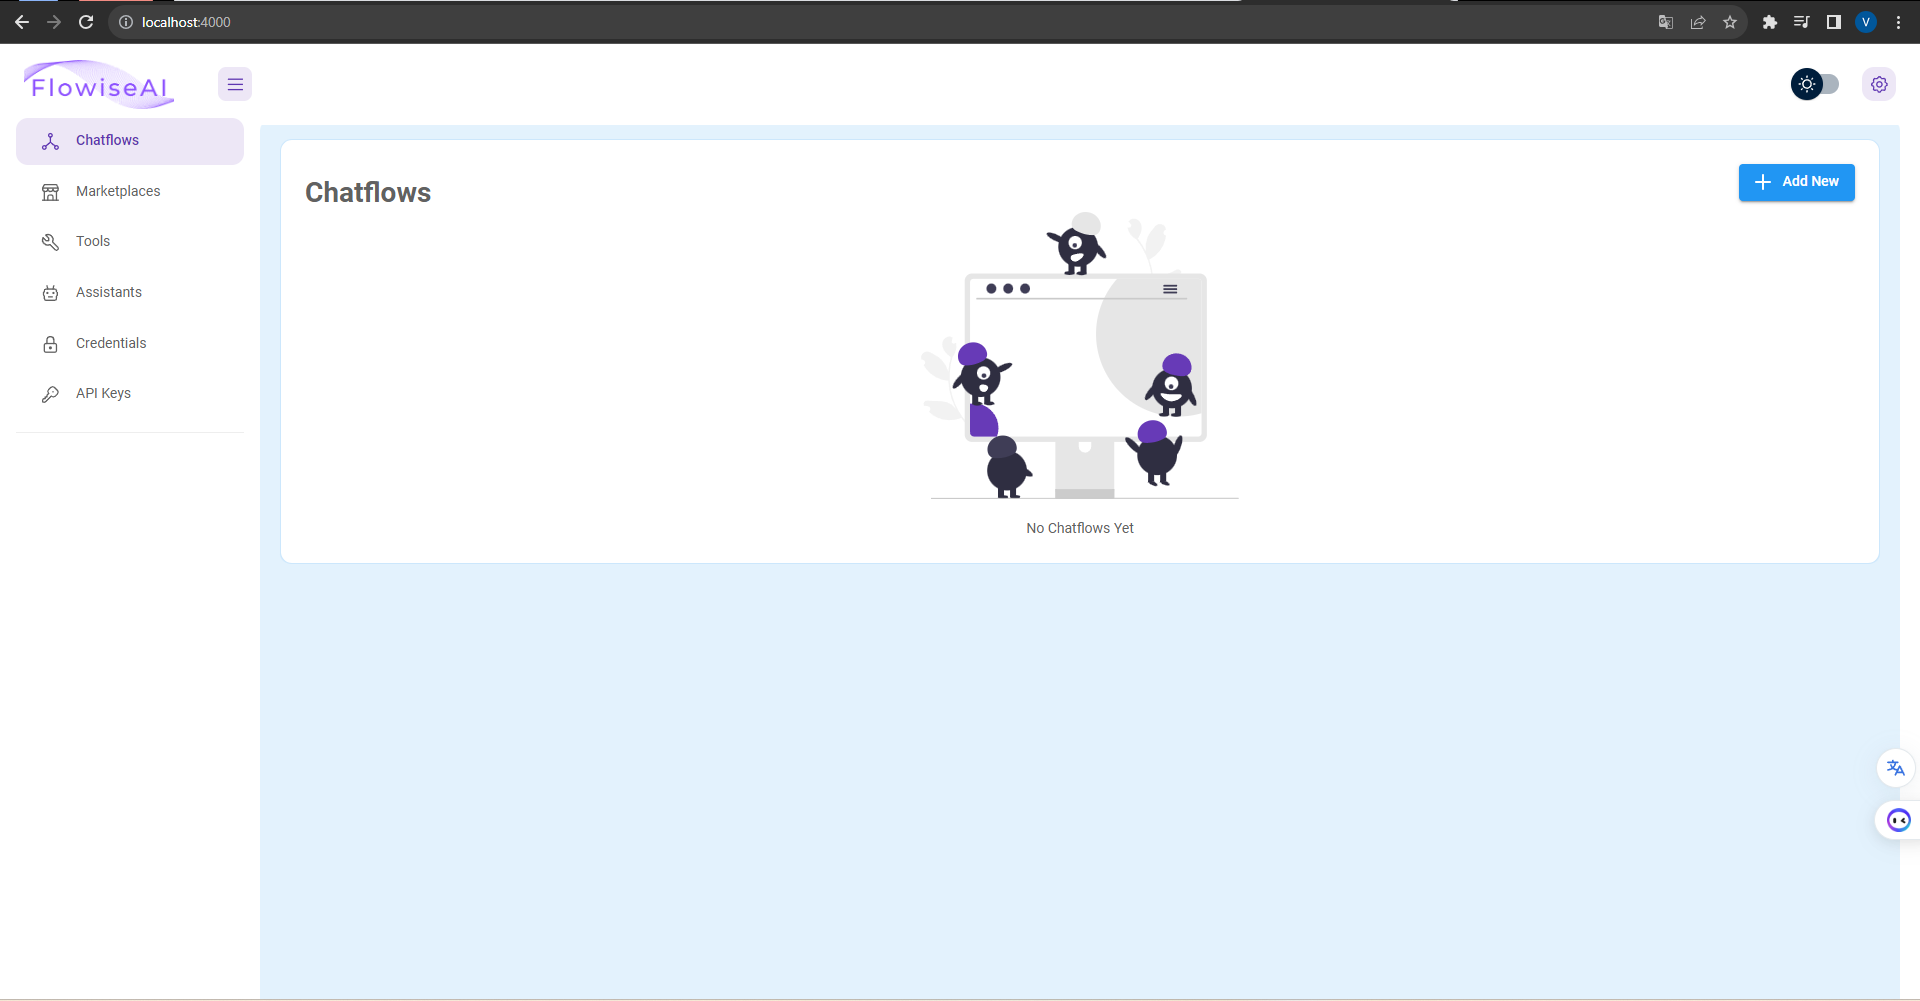 localhost:4000
V
FlowiseAI
Chatflows
Marketplaces
Tools
Assistants
Credentials
API Keys
Chatflows
Add New
No Chatflows Yet